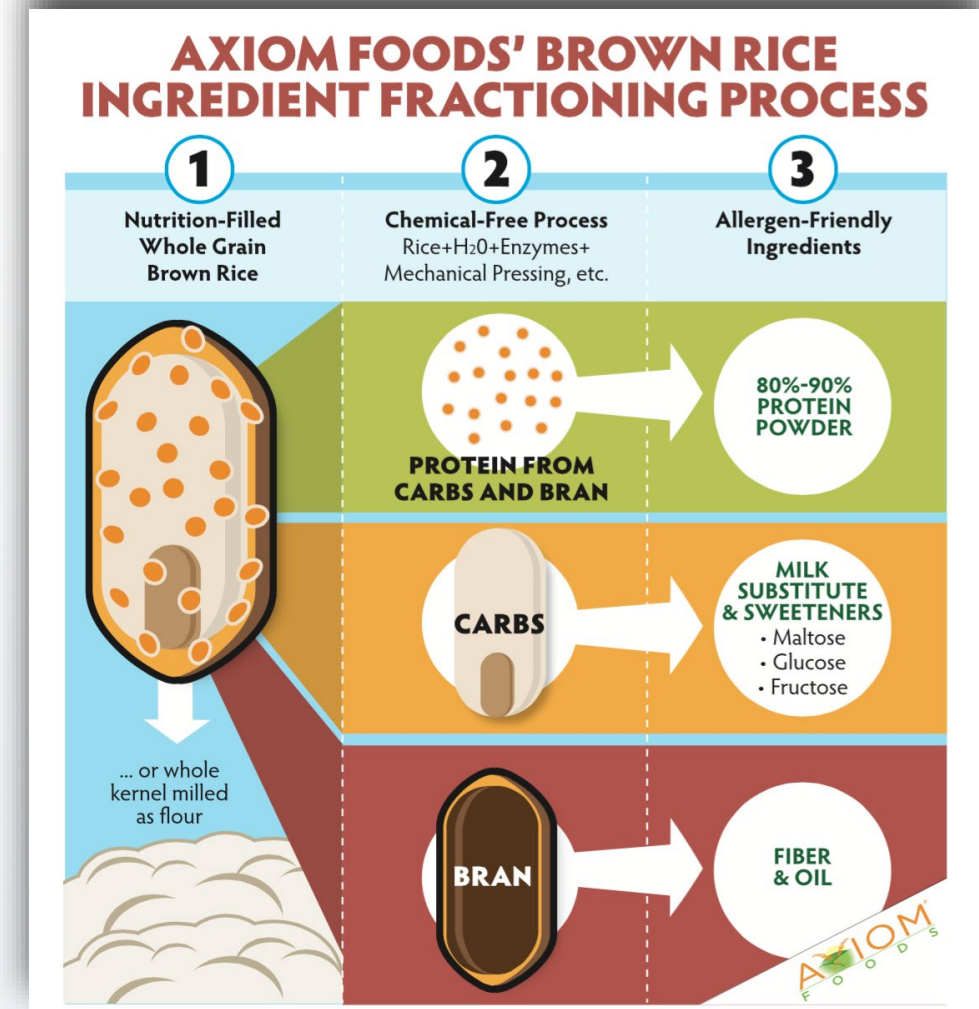 AXIOM FOODS' BROWN RICE
INGREDIENT FRACTIONING PROCESS
1
Nutrition-Filled
Whole Grain
Brown Rice
2
Chemical-Free Process
Rice+H20+Enzymes+
Mechanical Pressing, etc.
3
Allergen-Friendly
Ingredients
PROTEIN FROM
CARBS AND BRAN
80%-90%
PROTEIN
POWDER
CARBS
MILK
SUBSTITUTE
& SWEETENERS
• Maltose
• Glucose
• Fructose
... or whole
kernel milled
as flour
BRAN
FIBER
& OIL
AXIOM
FOODS